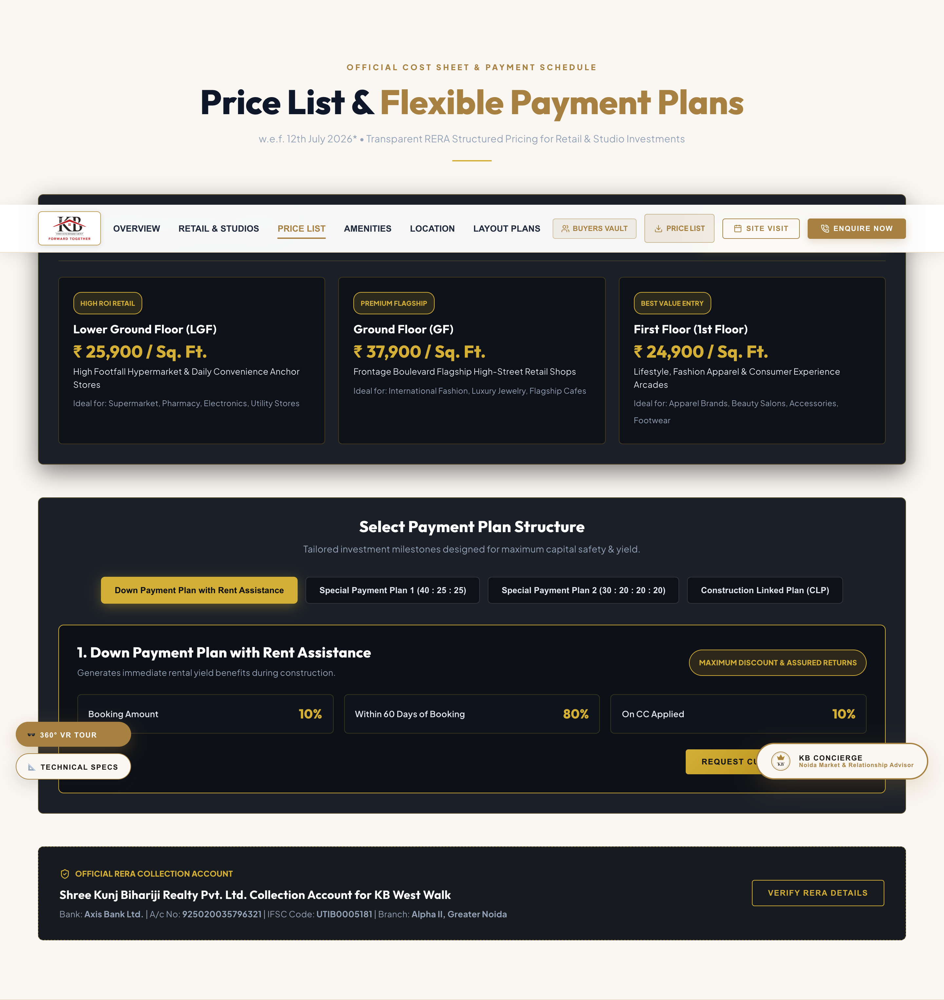 OFFICIAL COST SHEET & PAYMENT SCHEDULE
Price List & Flexible Payment Plans
w.e.f. 12th July 2026* • Transparent RERA Structured Pricing for Retail & Studio Investments
KB
FORWARD TOGETHER
OVERVIEW
RETAIL & STUDIOS
PRICE LIST
AMENITIES
LOCATION
LAYOUT PLANS
BUYERS VAULT
PRICE LIST
SITE VISIT
ENQUIRE NOW
HIGH ROI RETAIL
Lower Ground Floor (LGF)
₹ 25,900 / Sq. Ft.
High Footfall Hypermarket & Daily Convenience Anchor
Stores
Ideal for: Supermarket, Pharmacy, Electronics, Utility Stores
PREMIUM FLAGSHIP
Ground Floor (GF)
₹ 37,900 / Sq. Ft.
Frontage Boulevard Flagship High-Street Retail Shops
Ideal for: International Fashion, Luxury Jewelry, Flagship Cafes
BEST VALUE ENTRY
First Floor (1st Floor)
₹ 24,900 / Sq. Ft.
Lifestyle, Fashion Apparel & Consumer Experience
Arcades
Ideal for: Apparel Brands, Beauty Salons, Accessories,
Footwear
Select Payment Plan Structure
Tailored investment milestones designed for maximum capital safety & yield.
Down Payment Plan with Rent Assistance
Special Payment Plan 1 (40 : 25 : 25)
Special Payment Plan 2 (30 : 20 : 20 : 20)
Construction Linked Plan (CLP)
1. Down Payment Plan with Rent Assistance
Generates immediate rental yield benefits during construction.
MAXIMUM DISCOUNT & ASSURED RETURNS
Booking Amount 10%
Within 60 Days of Booking 80%
On CC Applied 10%
360° VR TOUR
TECHNICAL SPECS
REQUEST
KB
KB CONCIERGE
Noida Market & Relationship Advisor
OFFICIAL RERA COLLECTION ACCOUNT
Shree Kunj Bihariji Realty Pvt. Ltd. Collection Account for KB West Walk
Bank: Axis Bank Ltd. | A/c No: 925020035796321 | IFSC Code: UTIB0005181 | Branch: Alpha II, Greater Noida
VERIFY RERA DETAILS